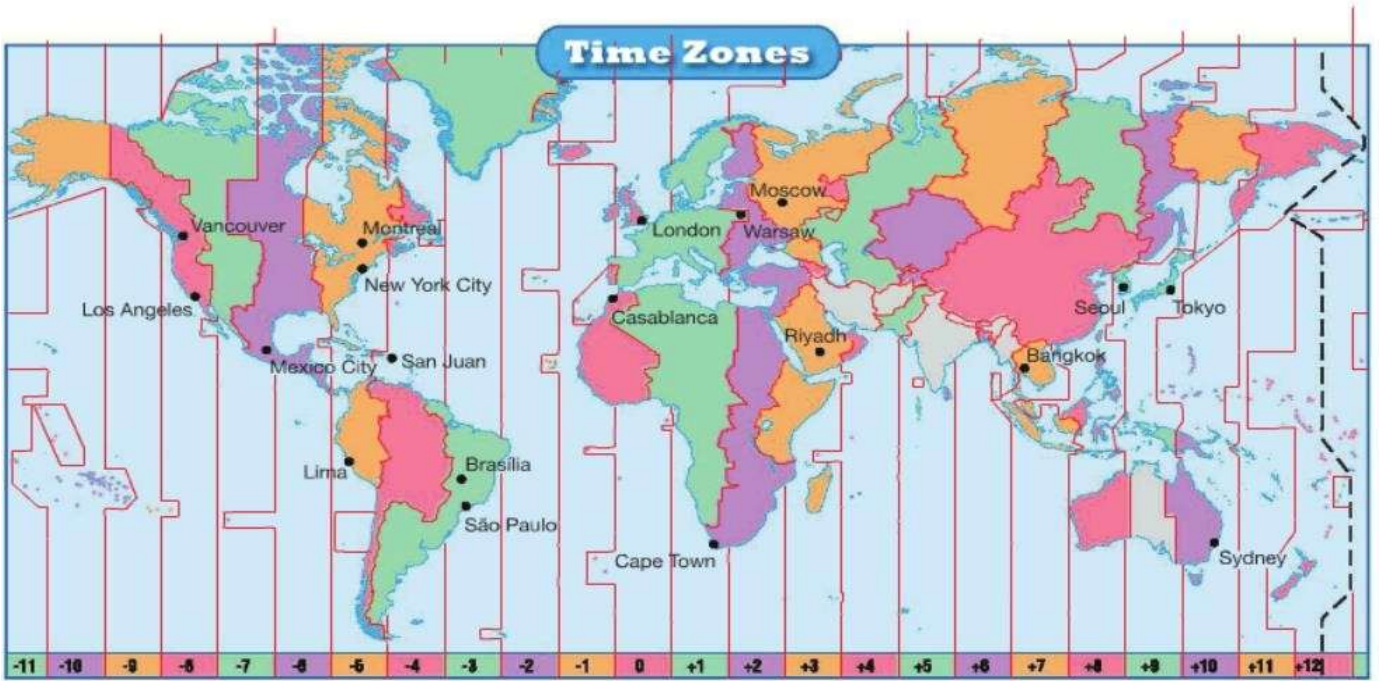 Time Zones
Moscow
Vancouver
Montreal
London
Warsaw
New York City
Los Angeles
Casablanca
Seoul
Tokyo
Riyadh
Mexico City
San Juan
Bangkok
Lima
Brasília
São Paulo
Cape Town
Sydney
-11 -10 -9 -8 -7 -6 -5 -4 -3 -2 -1 0 +1 +2 +3 +4 +5 +6 +7 +8 +9 +10 +11 +12